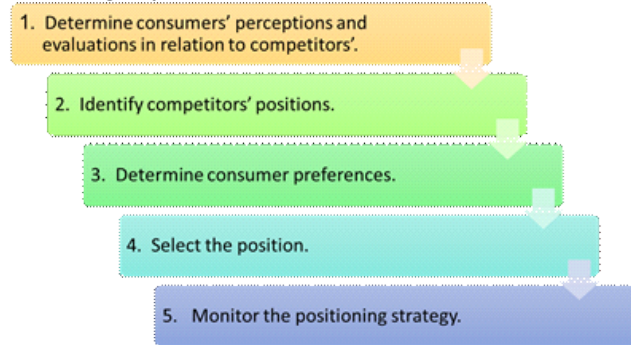 1. Determine consumers’ perceptions and
evaluations in relation to competitors’.
2. Identify competitors’ positions.
3. Determine consumer preferences.
4. Select the position.
5. Monitor the positioning strategy.